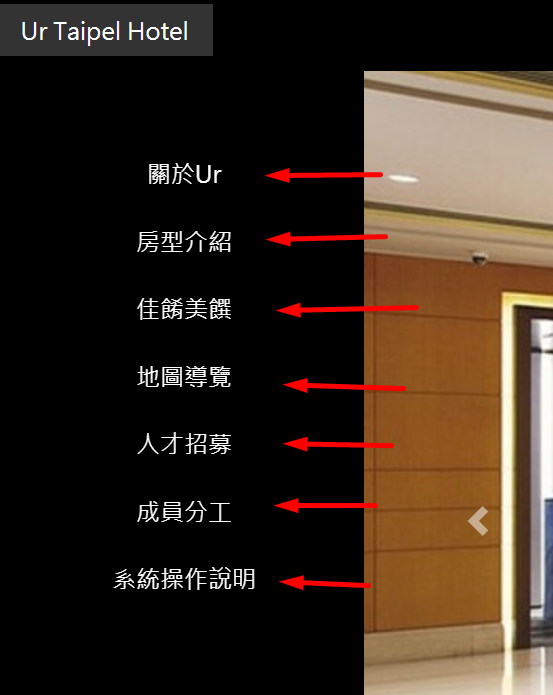 Ur Taipel Hotel
關於Ur
房型介紹
佳餚美饌
地圖導覽
人才招募
成員分工
系統操作說明